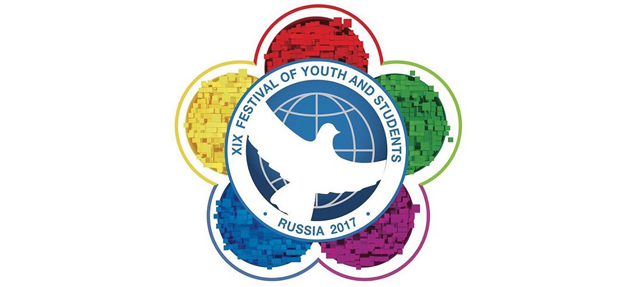 XIX FESTIVAL OF YOUTH AND STUDENTS
· RUSSIA 2017 ·